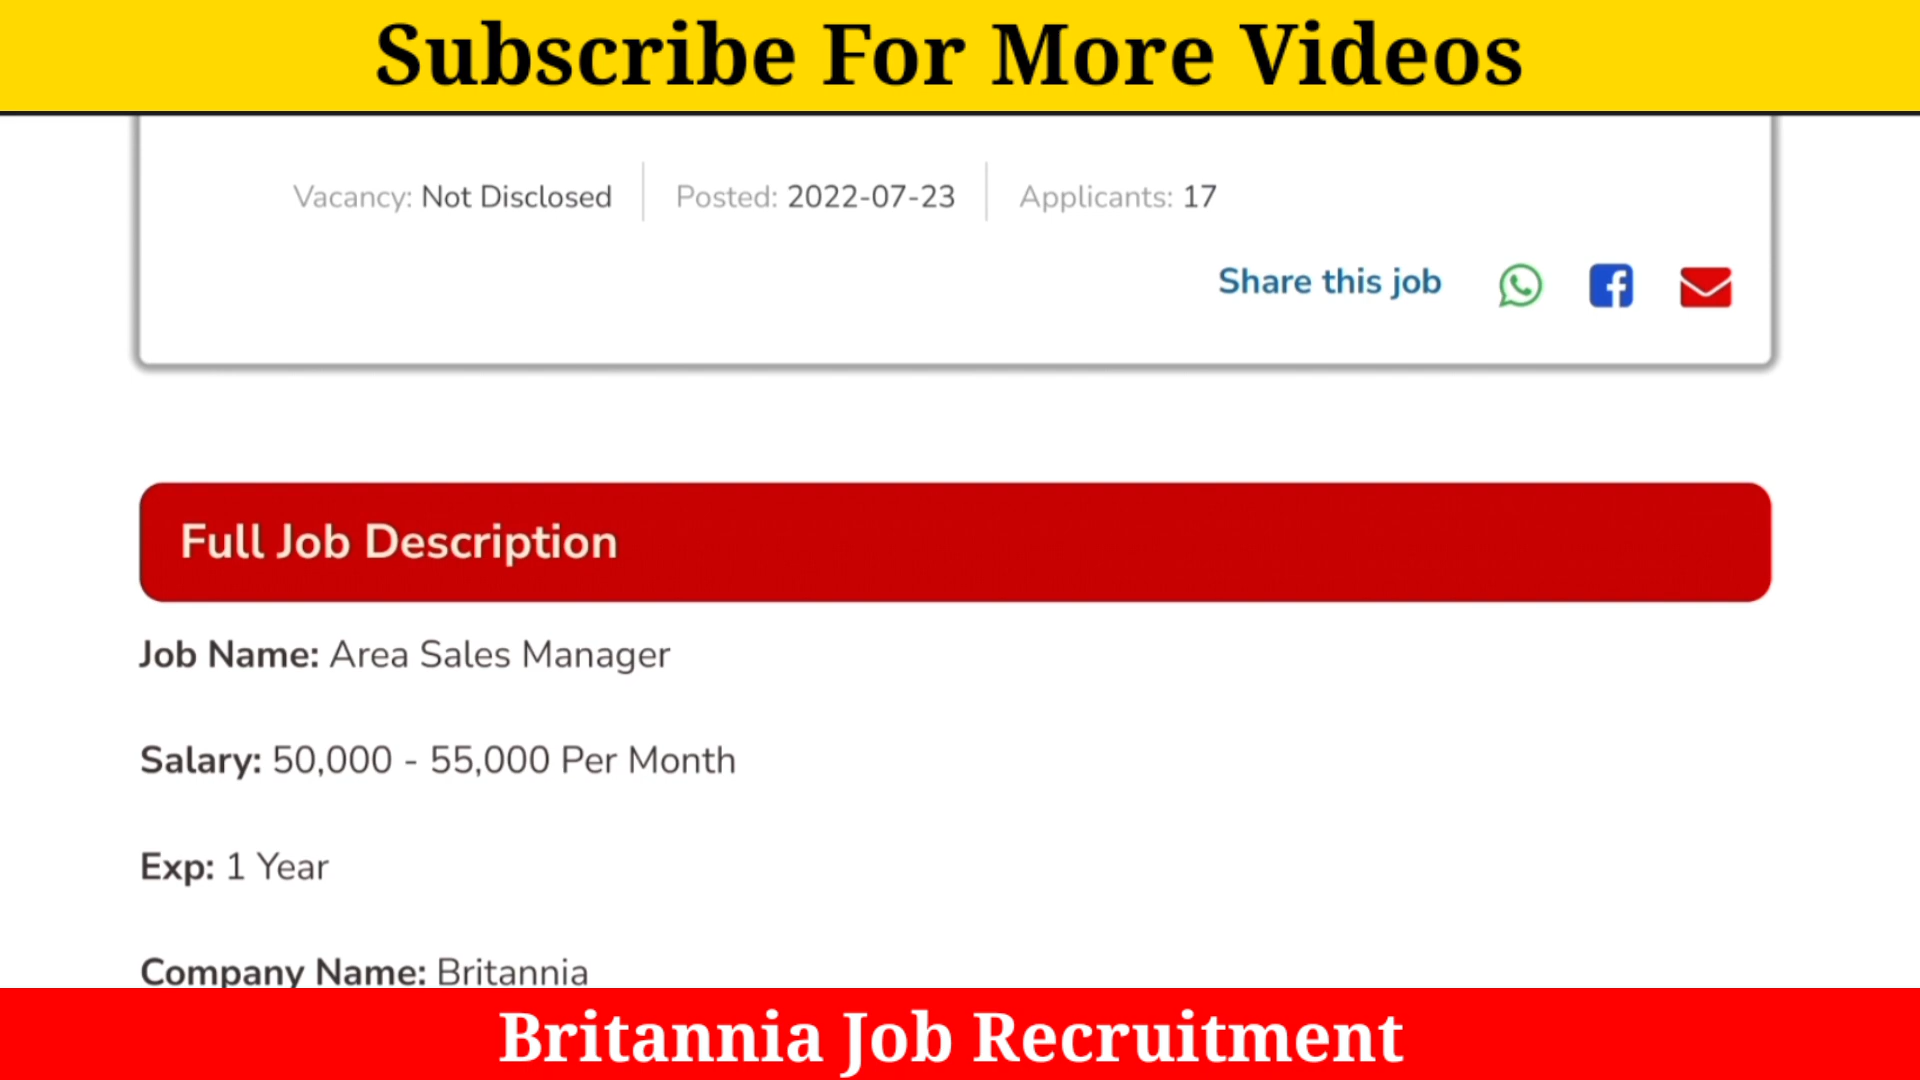 Subscribe For More Videos
Vacancy: Not Disclosed Posted: 2022-07-23 Applicants: 17
Share this job
Full Job Description
Job Name: Area Sales Manager
Salary: 50,000 - 55,000 Per Month
Exp: 1 Year
Company Name: Britannia
Britannia Job Recruitment